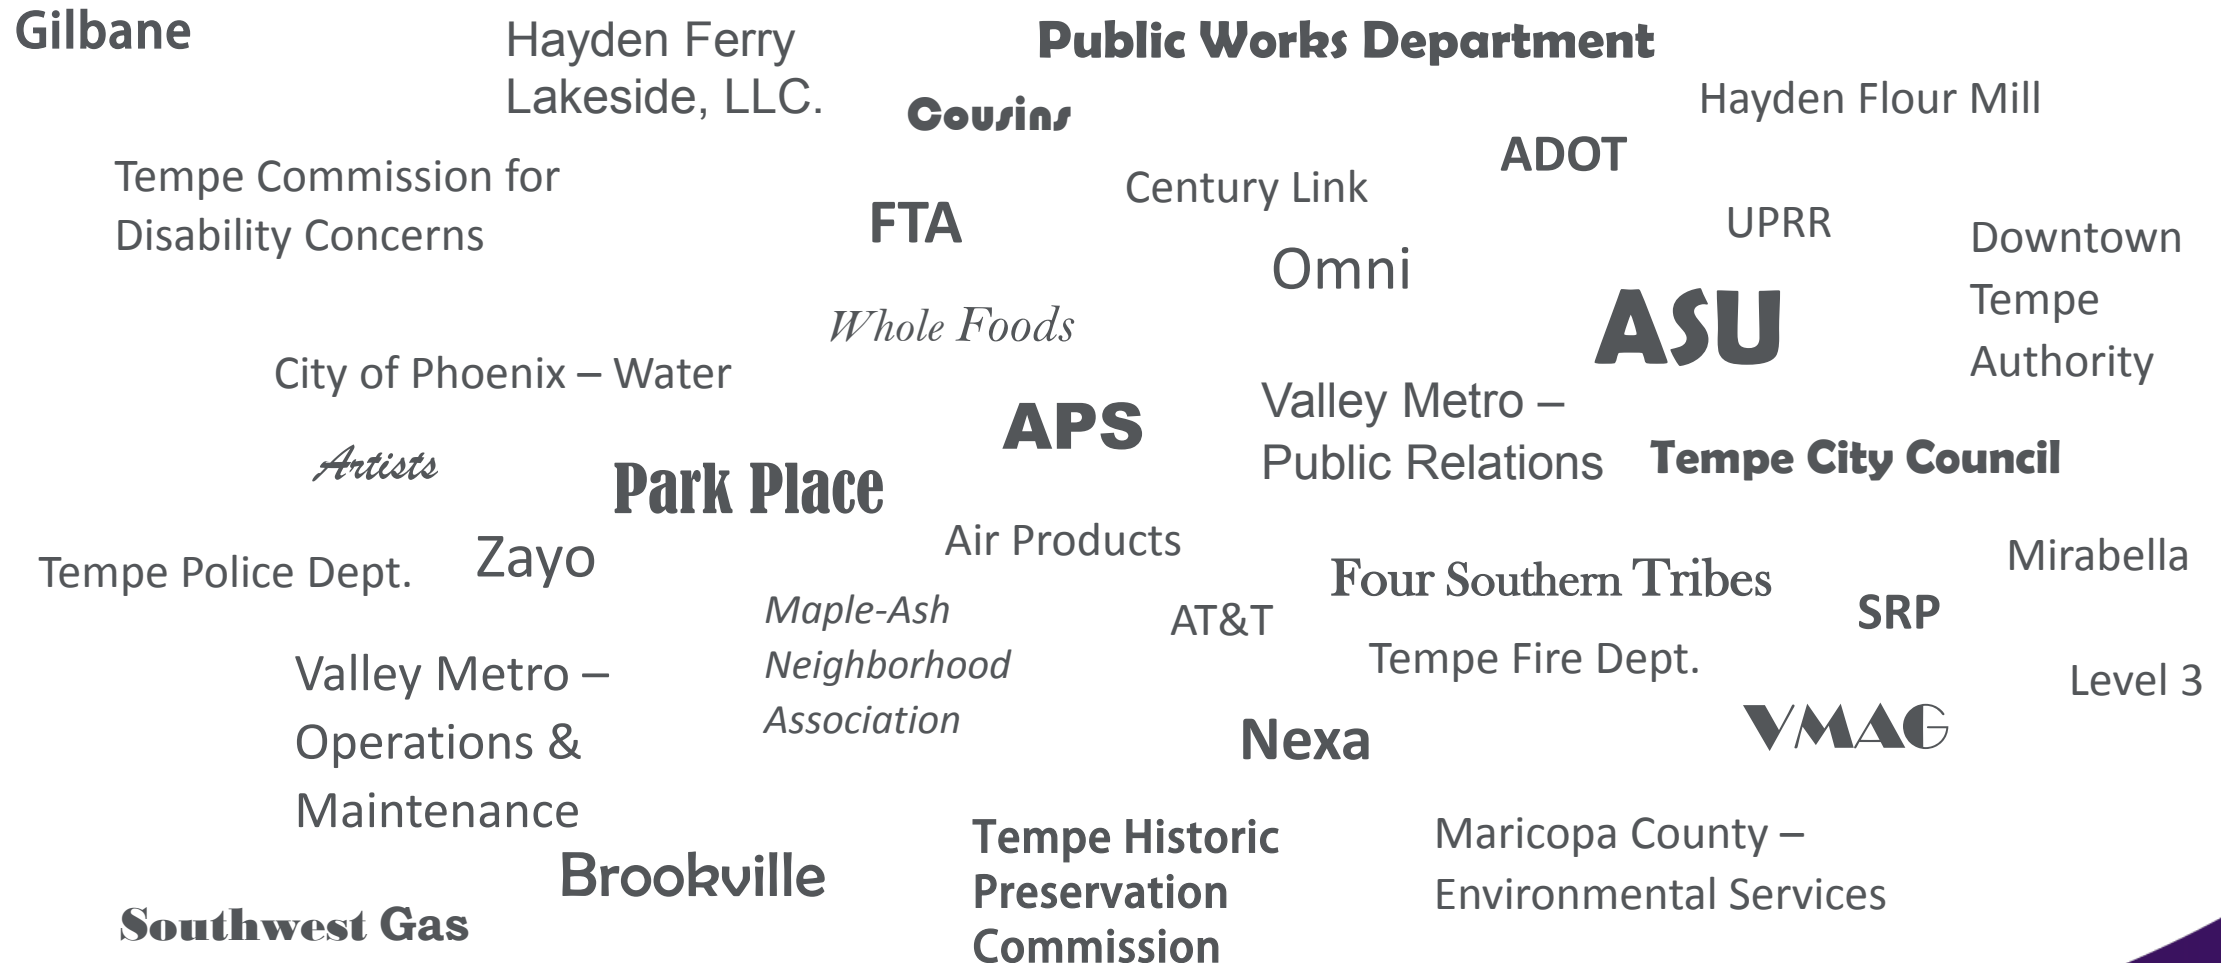 Gilbane
Hayden Ferry
Lakeside, LLC.
Public Works Department
Cousins
Hayden Flour Mill
ADOT
Tempe Commission for
Disability Concerns
Century Link
FTA
UPRR
Downtown
Tempe
Authority
Omni
ASU
Whole Foods
City of Phoenix – Water
APS
Valley Metro –
Public Relations
Tempe City Council
Artists
Park Place
Air Products
Zayo
Tempe Police Dept.
Mirabella
Four Southern Tribes
SRP
Maple-Ash
Neighborhood
Association
AT&T
Tempe Fire Dept.
Level 3
Valley Metro –
Operations &
Maintenance
Nexa
VMAG
Tempe Historic
Preservation
Commission
Maricopa County –
Environmental Services
Brookville
Southwest Gas